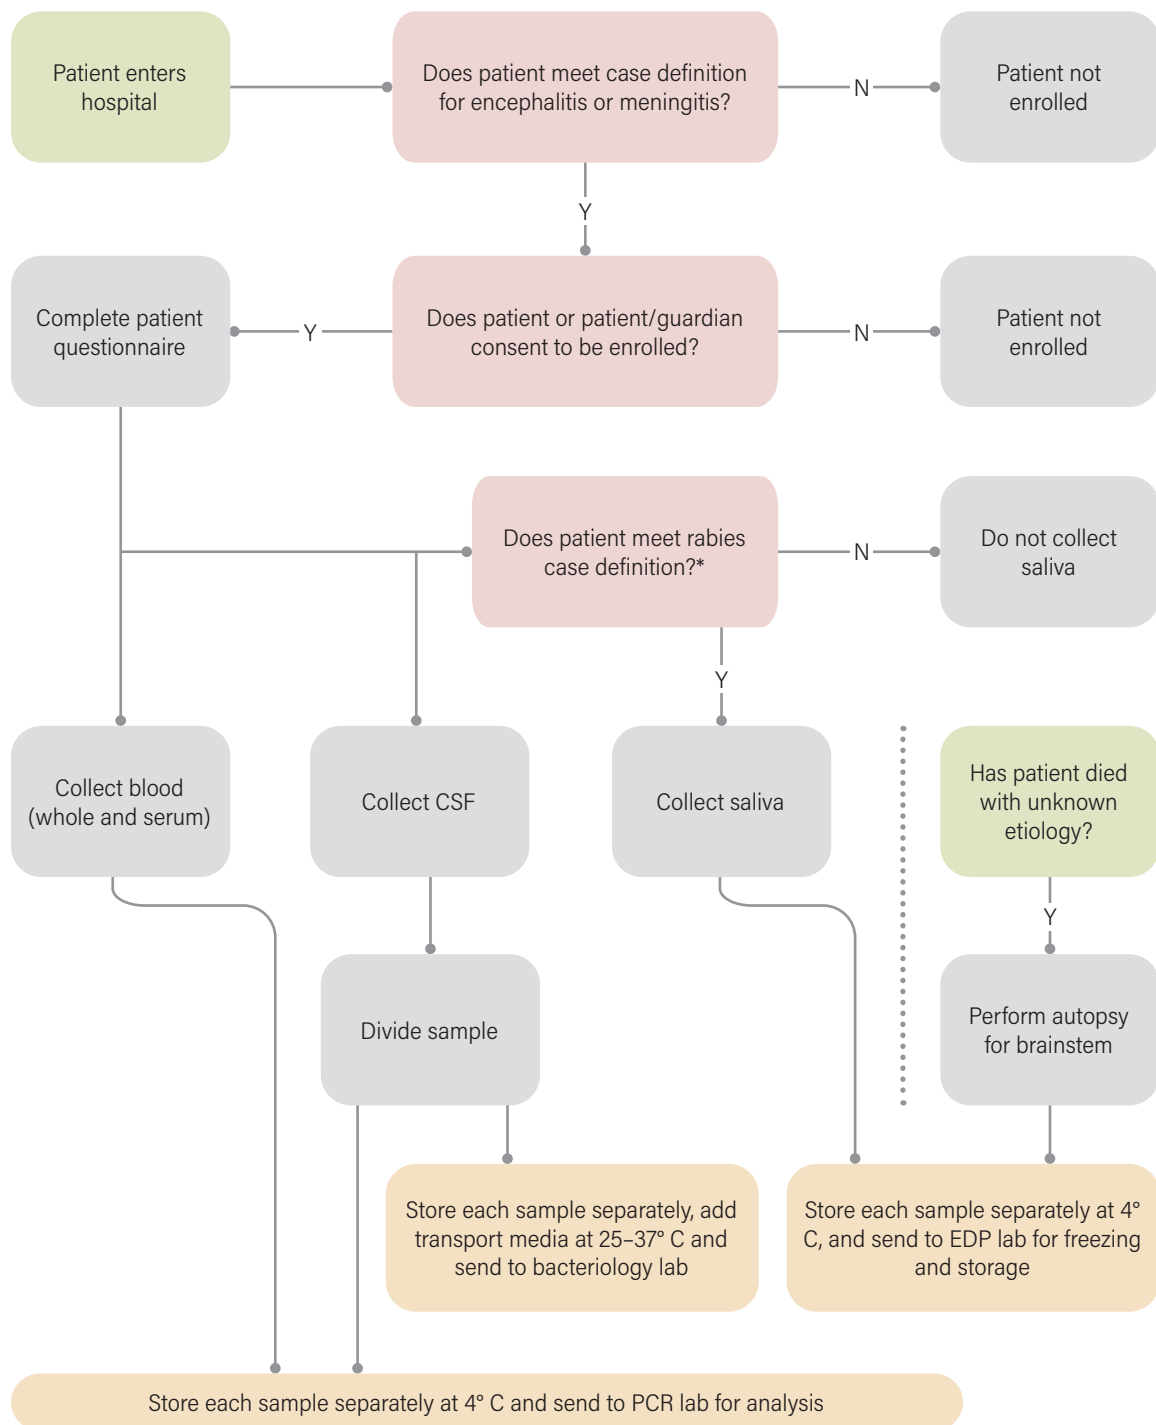 Patient enters
hospital
Does patient meet case definition
for encephalitis or meningitis?
N
Patient not
enrolled
Y
Complete patient
questionnaire
Y
Does patient or patient/guardian
consent to be enrolled?
N
Patient not
enrolled
Does patient meet rabies
case definition?*
N
Do not collect
saliva
Y
Collect blood
(whole and serum)
Collect CSF
Collect saliva
Has patient died
with unknown
etiology?
Y
Divide sample
Perform autopsy
for brainstem
Store each sample separately, add
transport media at 25–37° C and
send to bacteriology lab
Store each sample separately at 4°
C, and send to EDP lab for freezing
and storage
Store each sample separately at 4° C and send to PCR lab for analysis